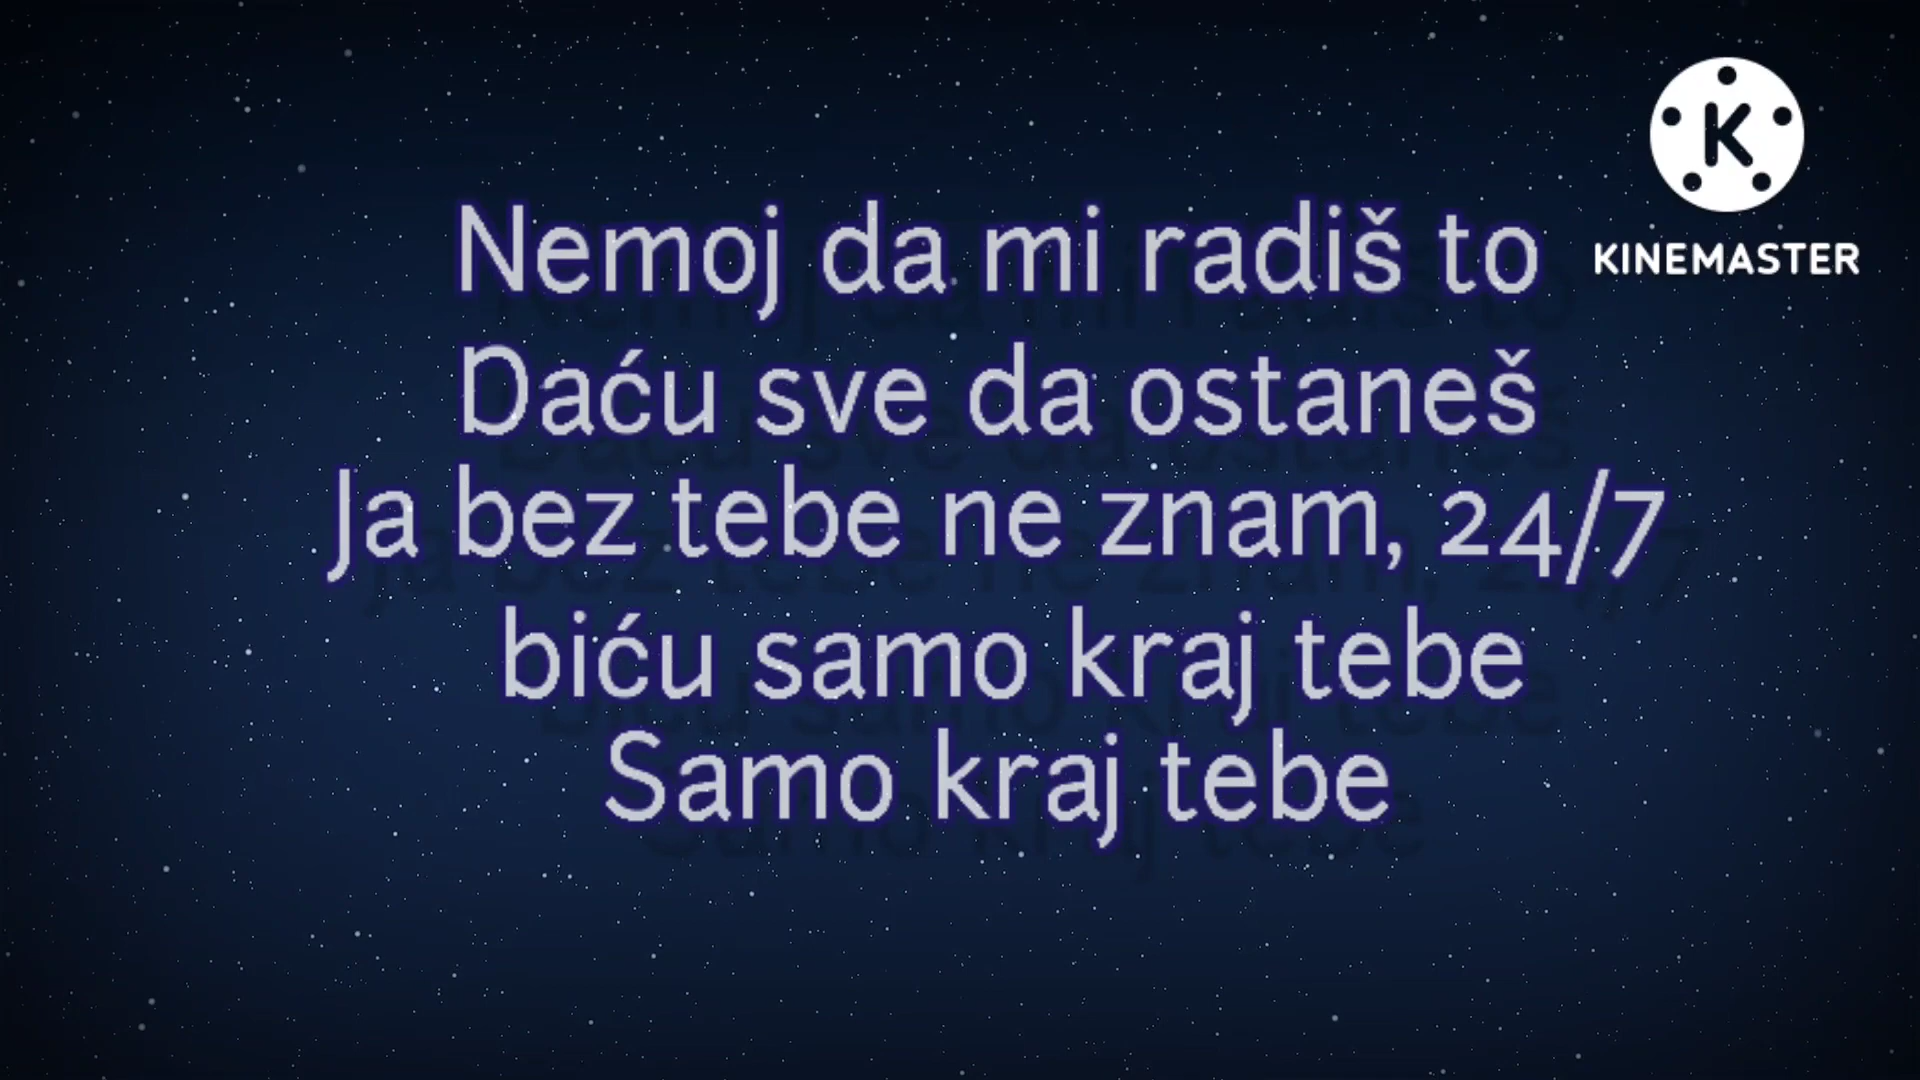 Nemoj da mi radiš to
Daću sve da ostaneš
Ja bez tebe ne znam, 24/7
biću samo kraj tebe
Samo kraj tebe
K
KINEMASTER